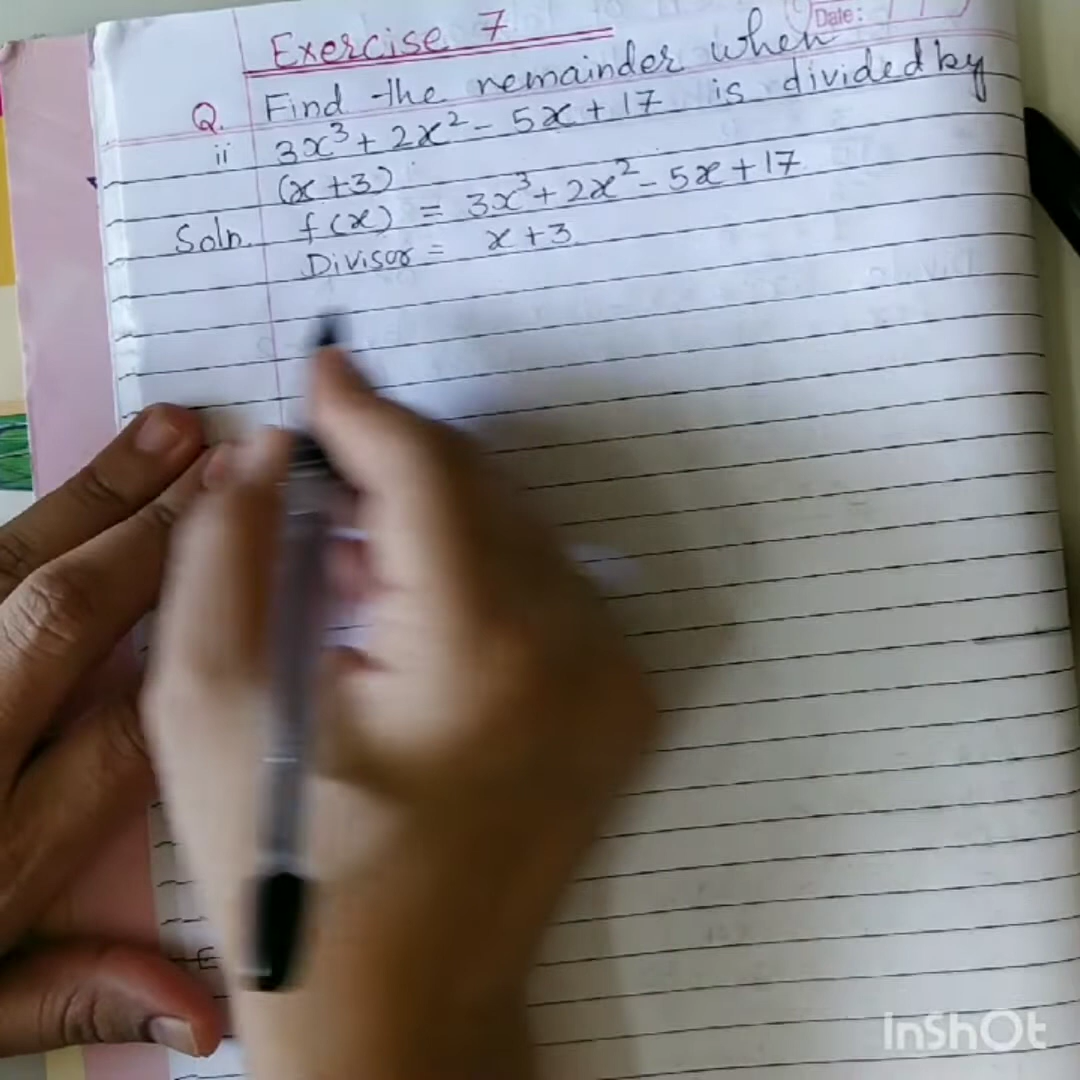 Date:
Exercise 7
Q. Find the remainder when
ii 3x³ + 2x² - 5x + 17 is divided by
(x + 3)
Soln. f(x) = 3x³ + 2x² - 5x + 17
Divisor = x + 3
E
InShOt